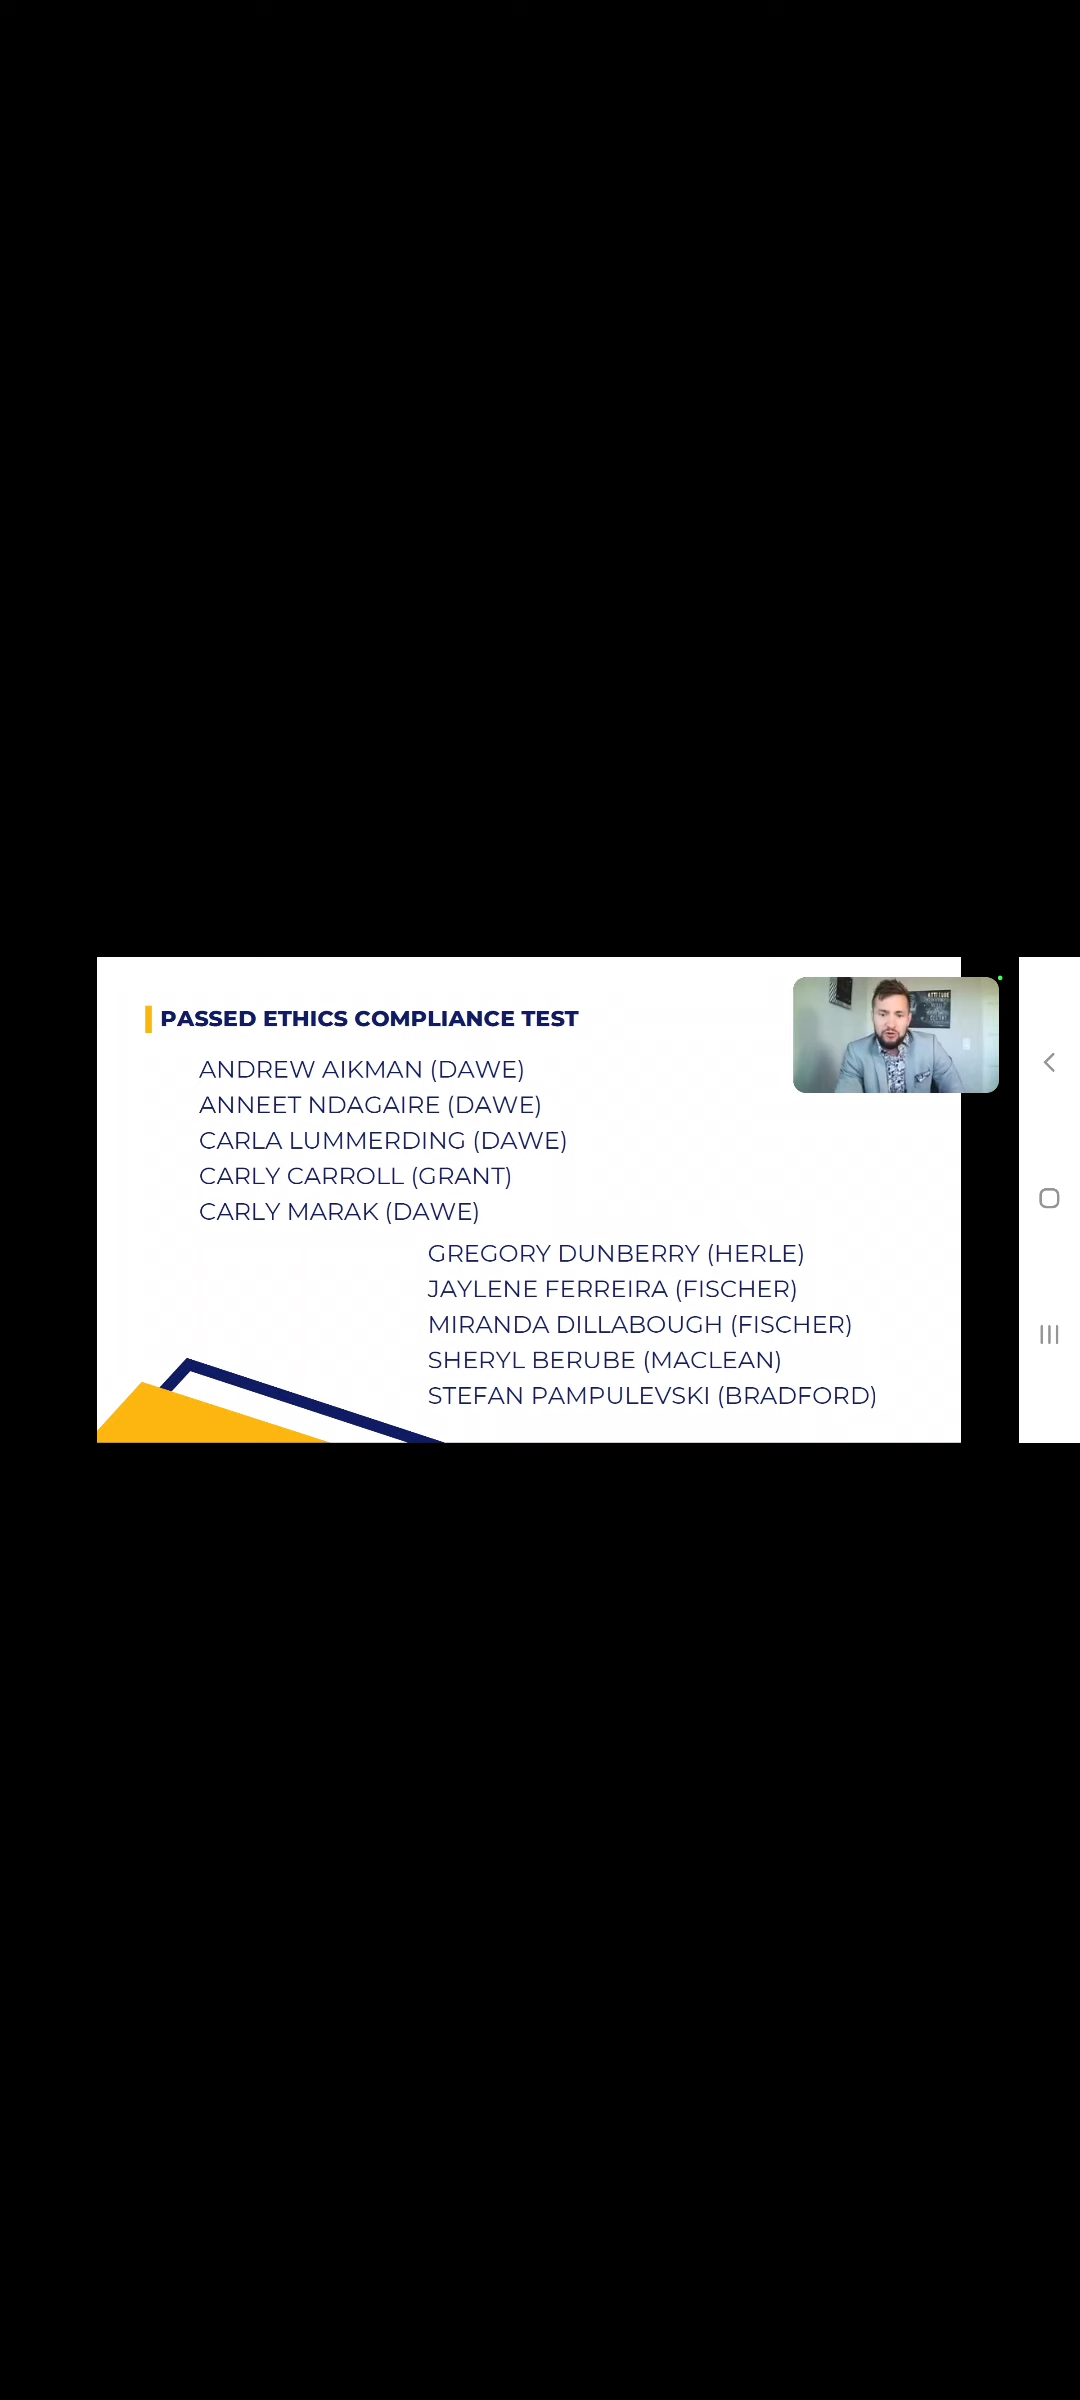 PASSED ETHICS COMPLIANCE TEST
ANDREW AIKMAN (DAWE)
ANNEET NDAGAIRE (DAWE)
CARLA LUMMERDING (DAWE)
CARLY CARROLL (GRANT)
CARLY MARAK (DAWE)
GREGORY DUNBERRY (HERLE)
JAYLENE FERREIRA (FISCHER)
MIRANDA DILLABOUGH (FISCHER)
SHERYL BERUBE (MACLEAN)
STEFAN PAMPULEVSKI (BRADFORD)
ATTITUDE